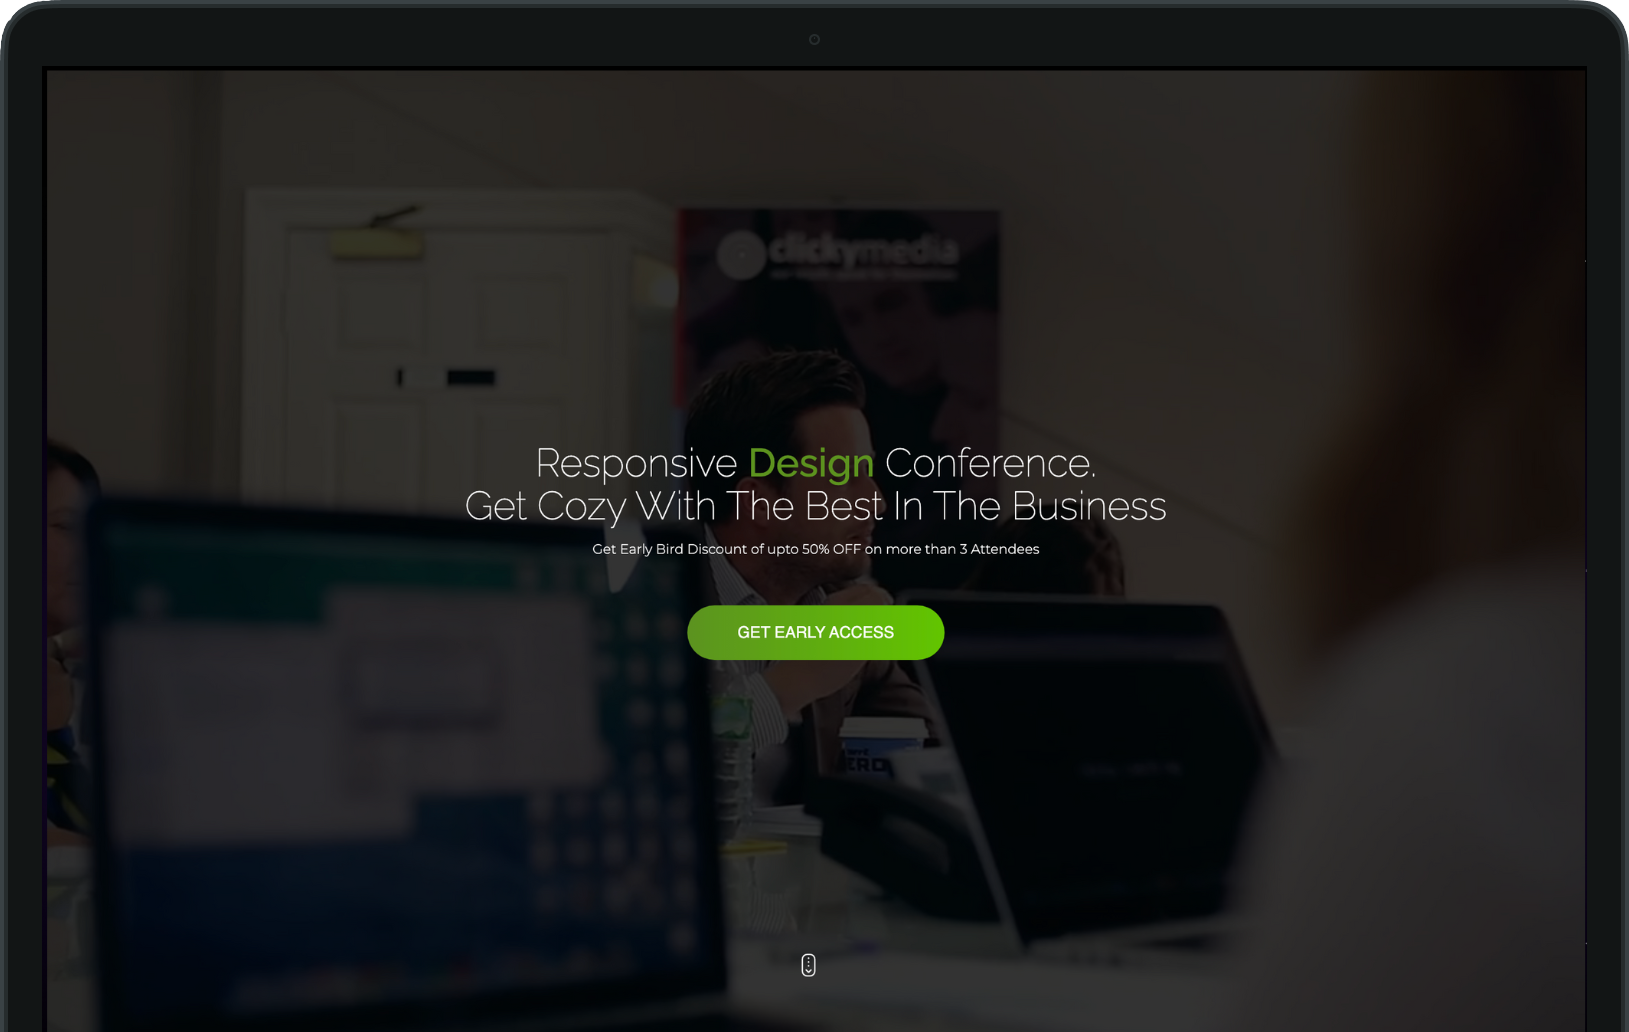 clickymedia
Responsive Design Conference.
Get Cozy With The Best In The Business
Get Early Bird Discount of upto 50% OFF on more than 3 Attendees
GET EARLY ACCESS